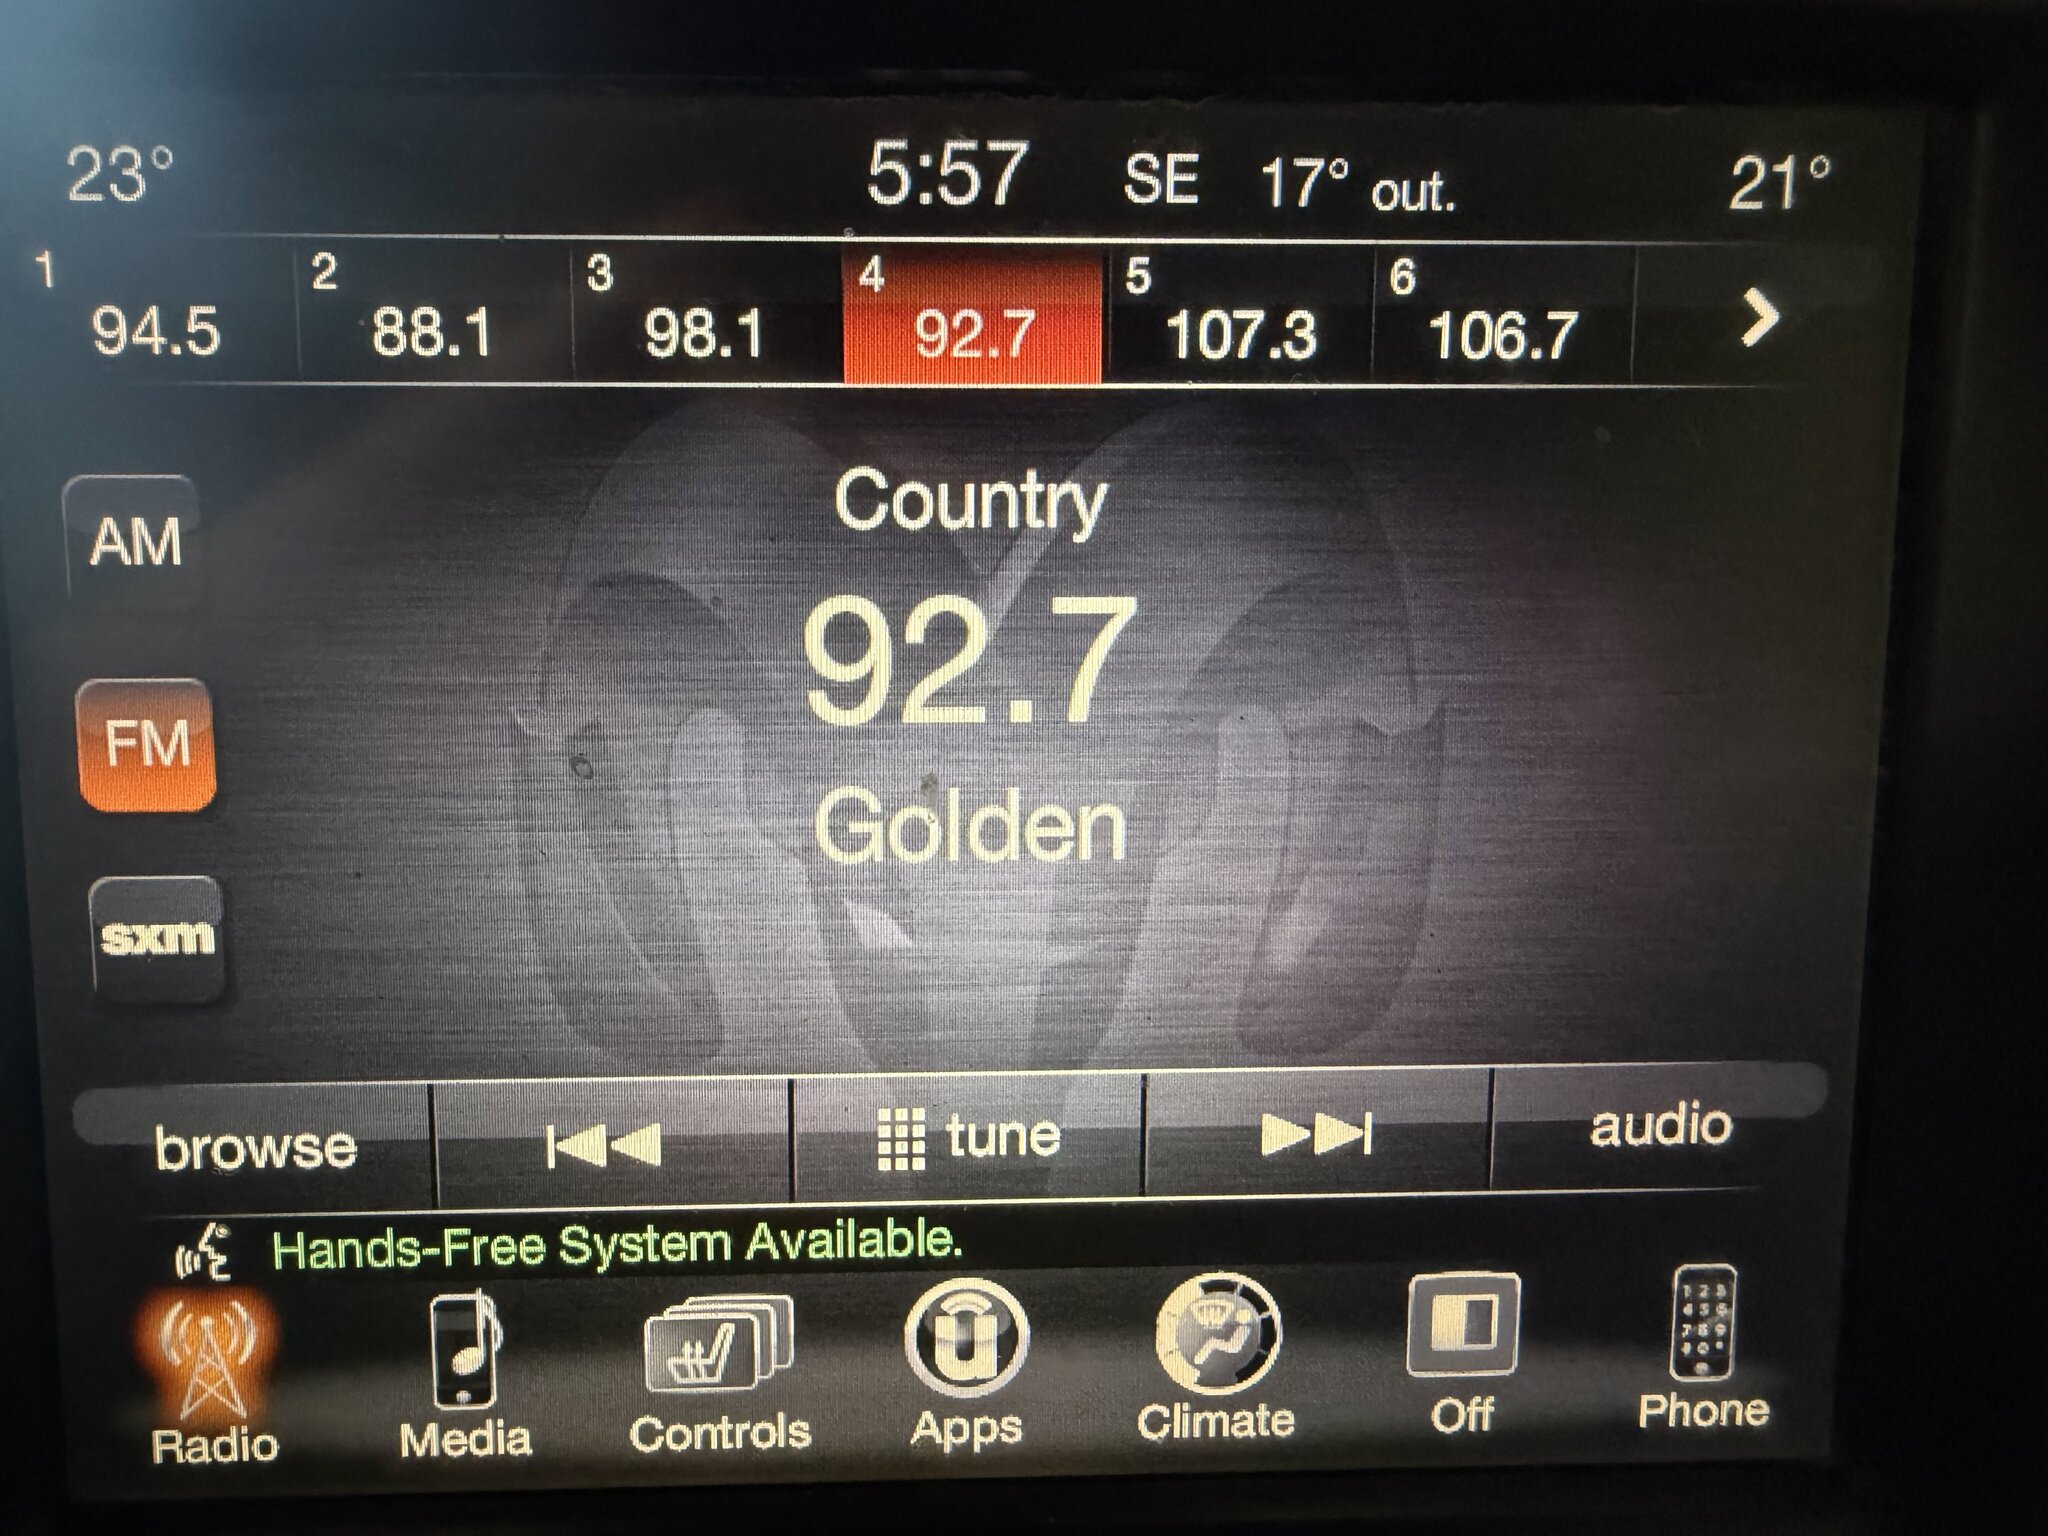 23° 5:57 SE 17° out. 21°
1 2 3 4 5 6
94.5 88.1 98.1 92.7 107.3 106.7
Country
AM
92.7
FM
Golden
sxm
browse tune audio
Hands-Free System Available.
Radio Media Controls Apps Climate Off Phone